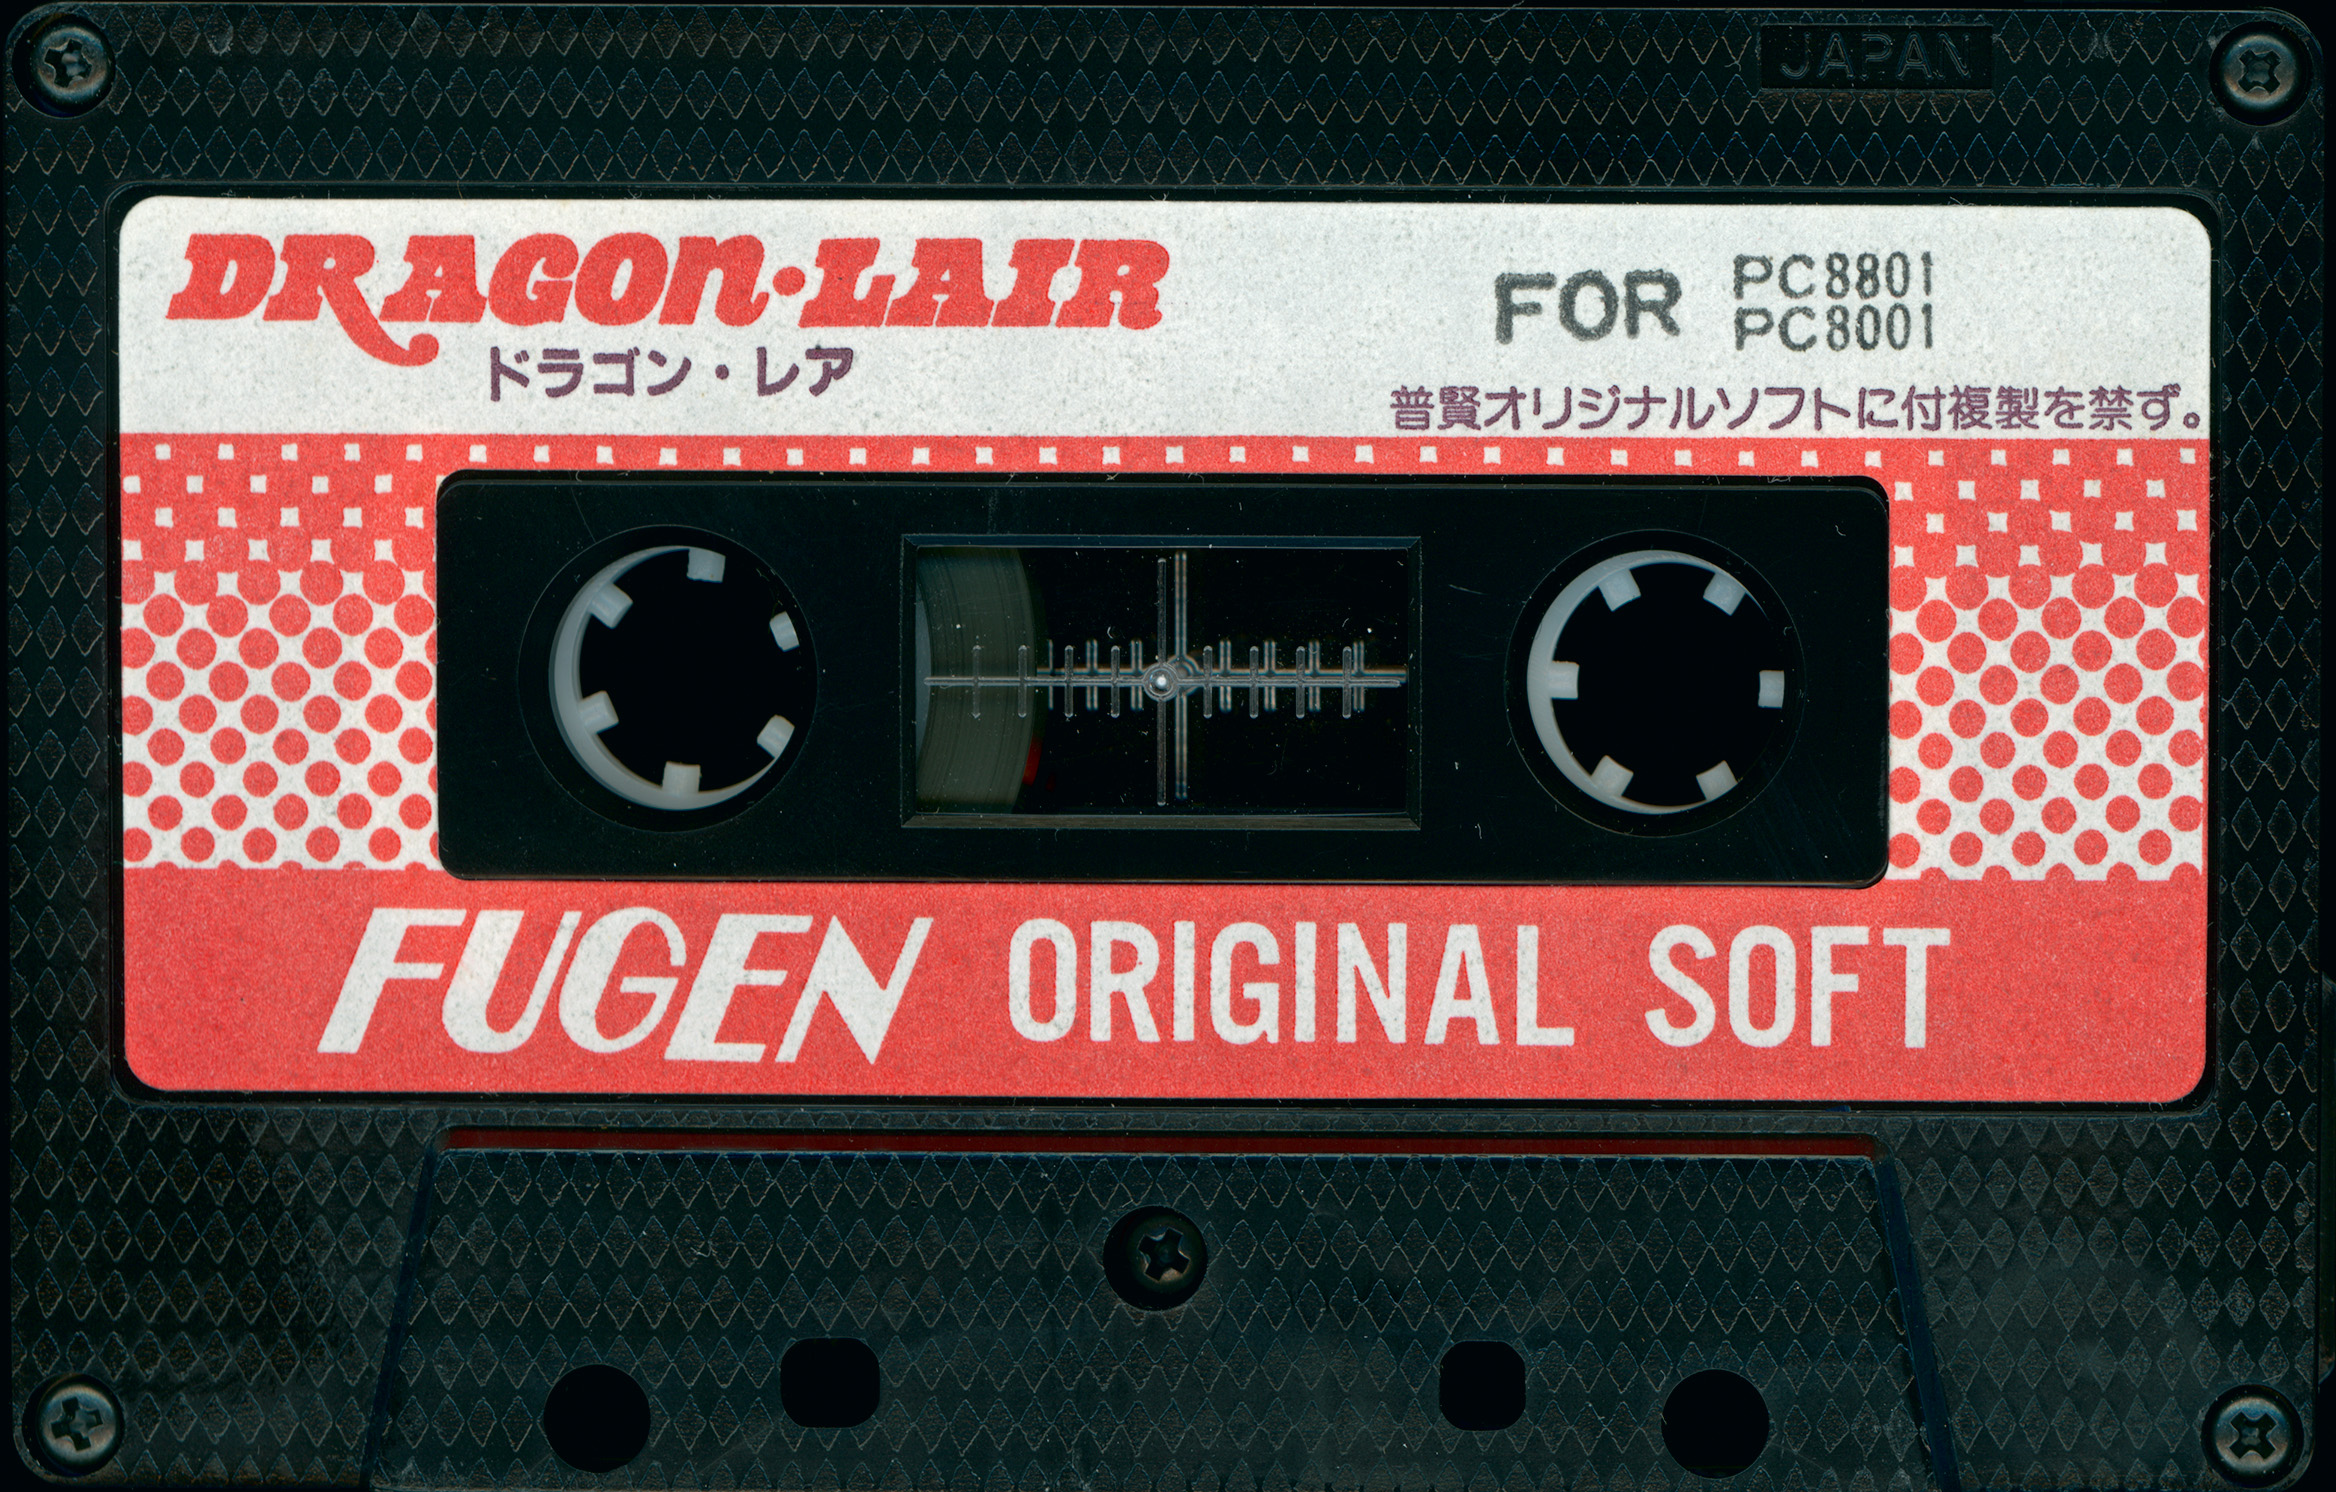 JAPAN
DRAGON·LAIR
ドラゴン・レア
FOR PC8801
PC8001
普賢オリジナルソフトに付複製を禁ず。
FUGEN ORIGINAL SOFT